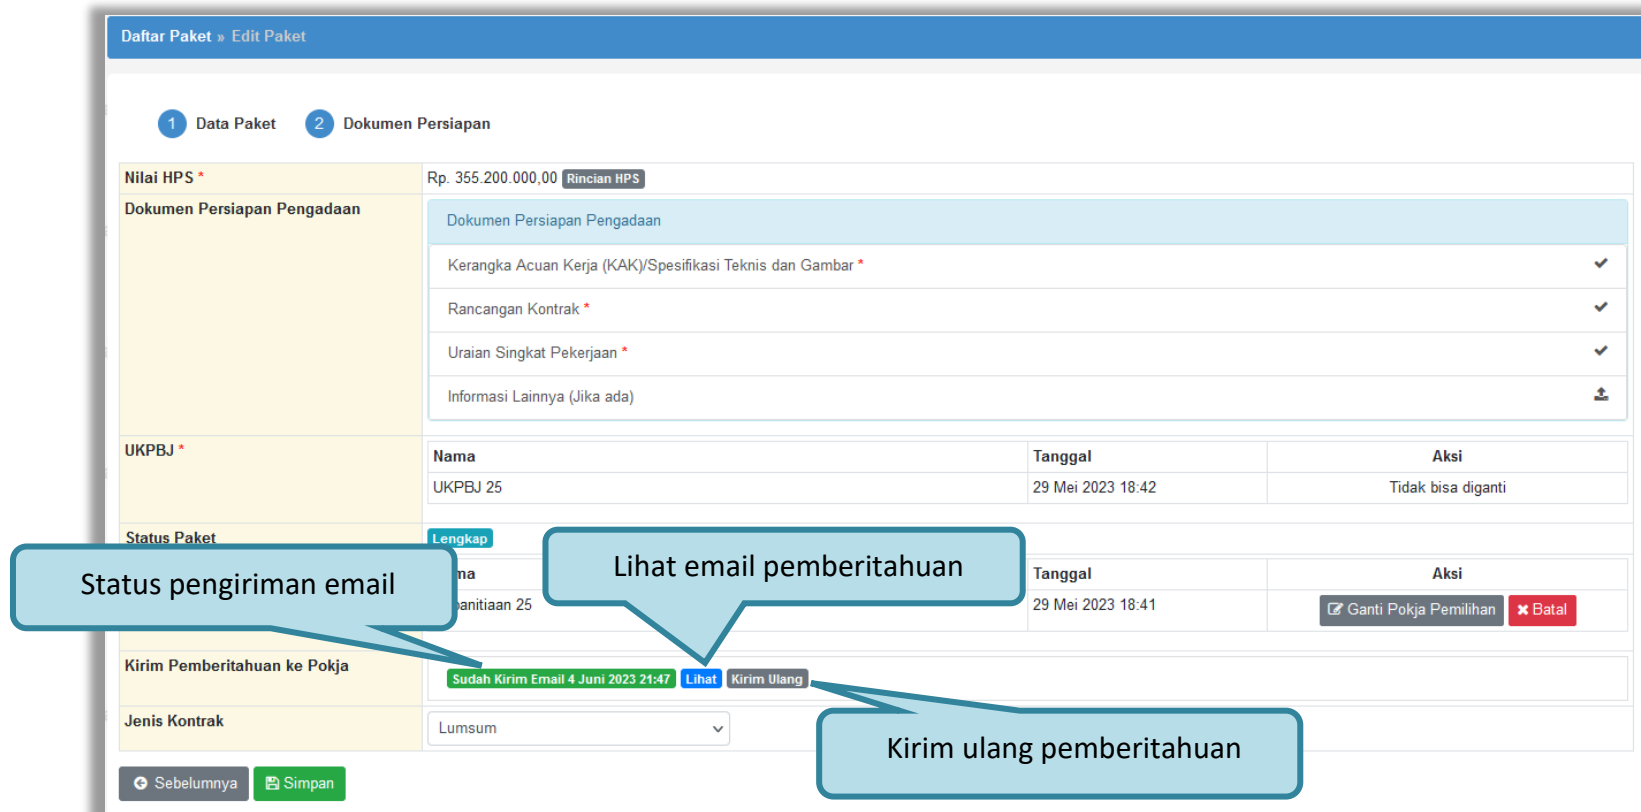 Daftar Paket » Edit Paket
1 Data Paket 2 Dokumen Persiapan
Nilai HPS * Rp. 355.200.000,00 Rincian HPS
Dokumen Persiapan Pengadaan
Dokumen Persiapan Pengadaan
Kerangka Acuan Kerja (KAK)/Spesifikasi Teknis dan Gambar *
Rancangan Kontrak *
Uraian Singkat Pekerjaan *
Informasi Lainnya (Jika ada)
UKPBJ *
Nama Tanggal Aksi
UKPBJ 25 29 Mei 2023 18:42 Tidak bisa diganti
Status Paket Lengkap
Status pengiriman email
Lihat email pemberitahuan
Tanggal Aksi
25 29 Mei 2023 18:41 Ganti Pokja Pemilihan Batal
Kirim Pemberitahuan ke Pokja
Sudah Kirim Email 4 Juni 2023 21:47 Lihat Kirim Ulang
Jenis Kontrak Lumsum
Kirim ulang pemberitahuan
Sebelumnya Simpan